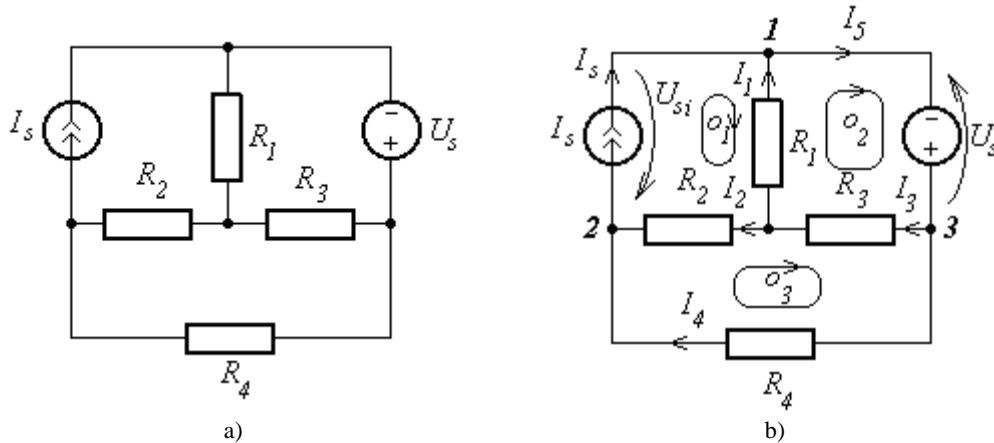 I_s
R_1
- 
+
U_s
R_2
R_3
R_4
a)
1
I_5
I_s
U_si
I_1
o_1
o_2
I_s
R_1
-
+
U_s
R_2
I_2
R_3
I_3
2
3
o_3
I_4
R_4
b)